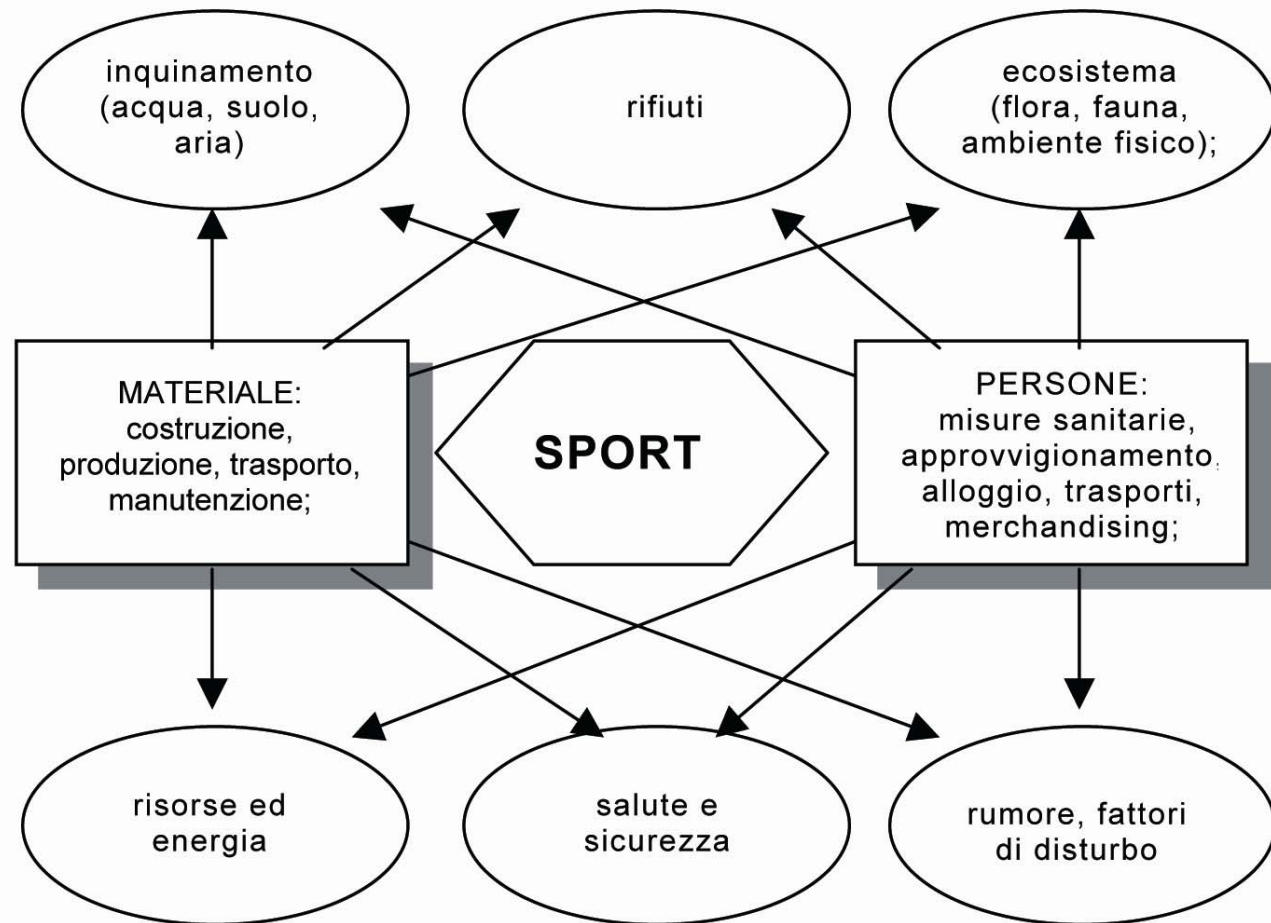 inquinamento
(acqua, suolo,
aria)
rifiuti
ecosistema
(flora, fauna,
ambiente fisico);
MATERIALE:
costruzione,
produzione, trasporto,
manutenzione;
SPORT
PERSONE:
misure sanitarie,
approvvigionamento,
alloggio, trasporti,
merchandising;
risorse ed
energia
salute e
sicurezza
rumore, fattori
di disturbo